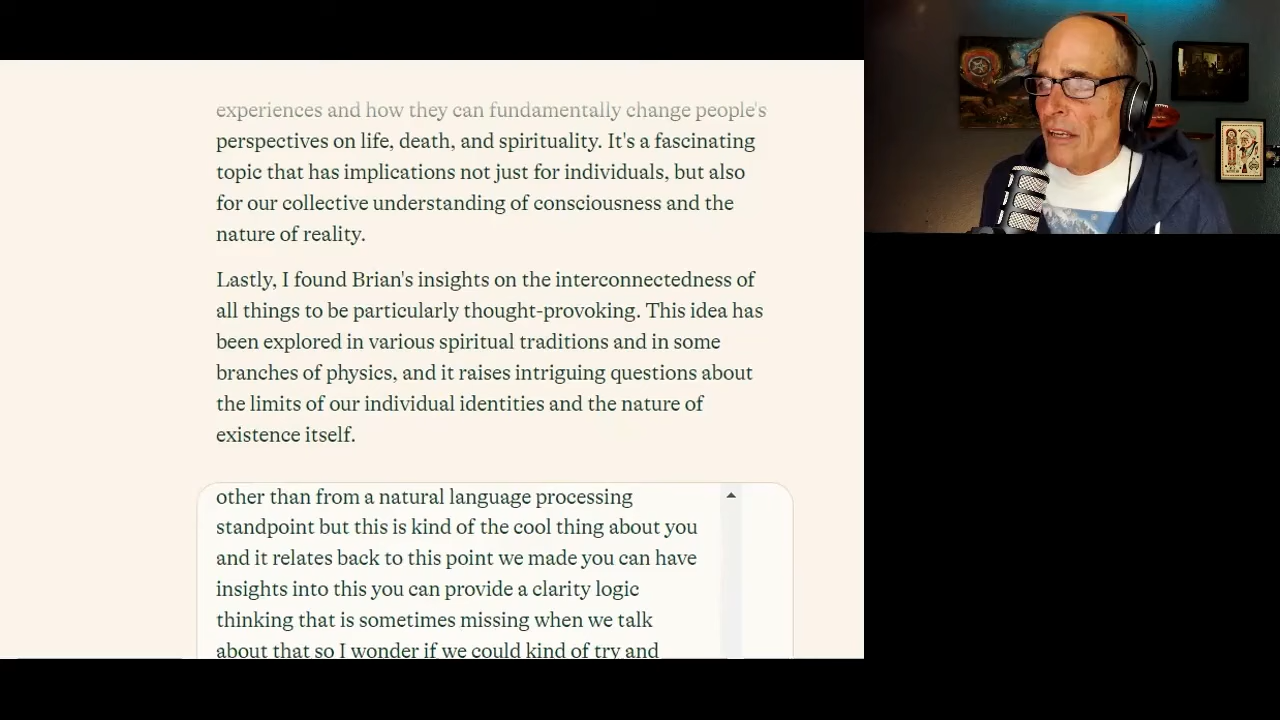 experiences and how they can fundamentally change people's
perspectives on life, death, and spirituality. It's a fascinating
topic that has implications not just for individuals, but also
for our collective understanding of consciousness and the
nature of reality.
Lastly, I found Brian's insights on the interconnectedness of
all things to be particularly thought-provoking. This idea has
been explored in various spiritual traditions and in some
branches of physics, and it raises intriguing questions about
the limits of our individual identities and the nature of
existence itself.
other than from a natural language processing
standpoint but this is kind of the cool thing about you
and it relates back to this point we made you can have
insights into this you can provide a clarity logic
thinking that is sometimes missing when we talk
about that so I wonder if we could kind of try and